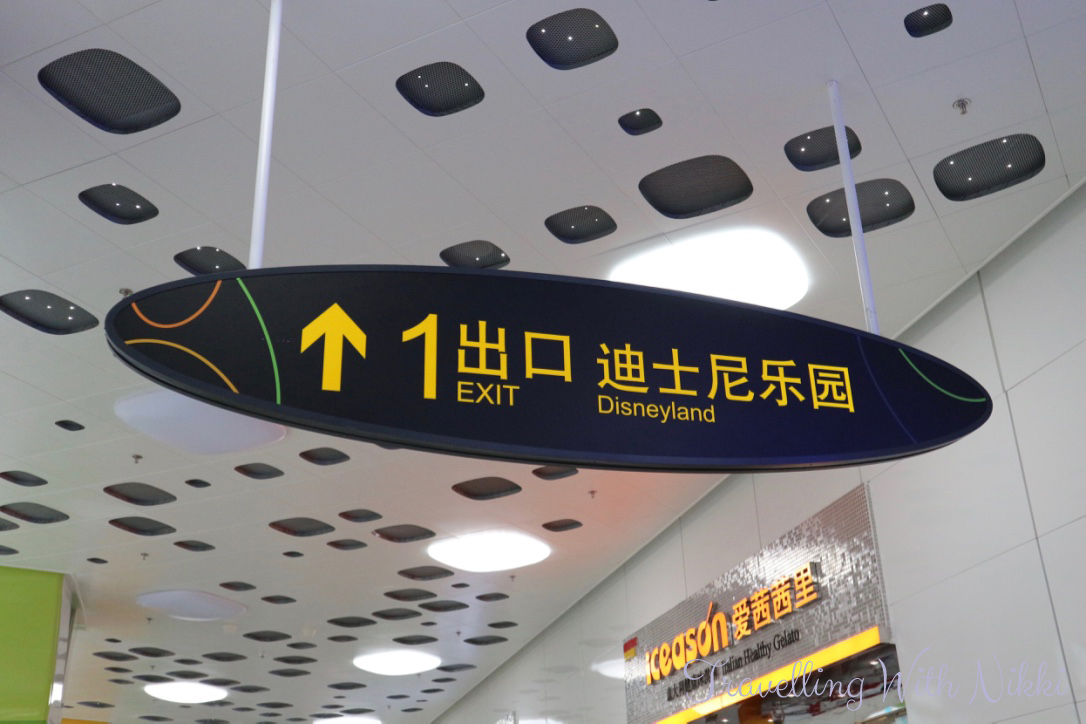 1 出口 迪士尼乐园
EXIT Disneyland
iceason 爱茜茜里
Italian Healthy Gelato
Travelling With Nikki